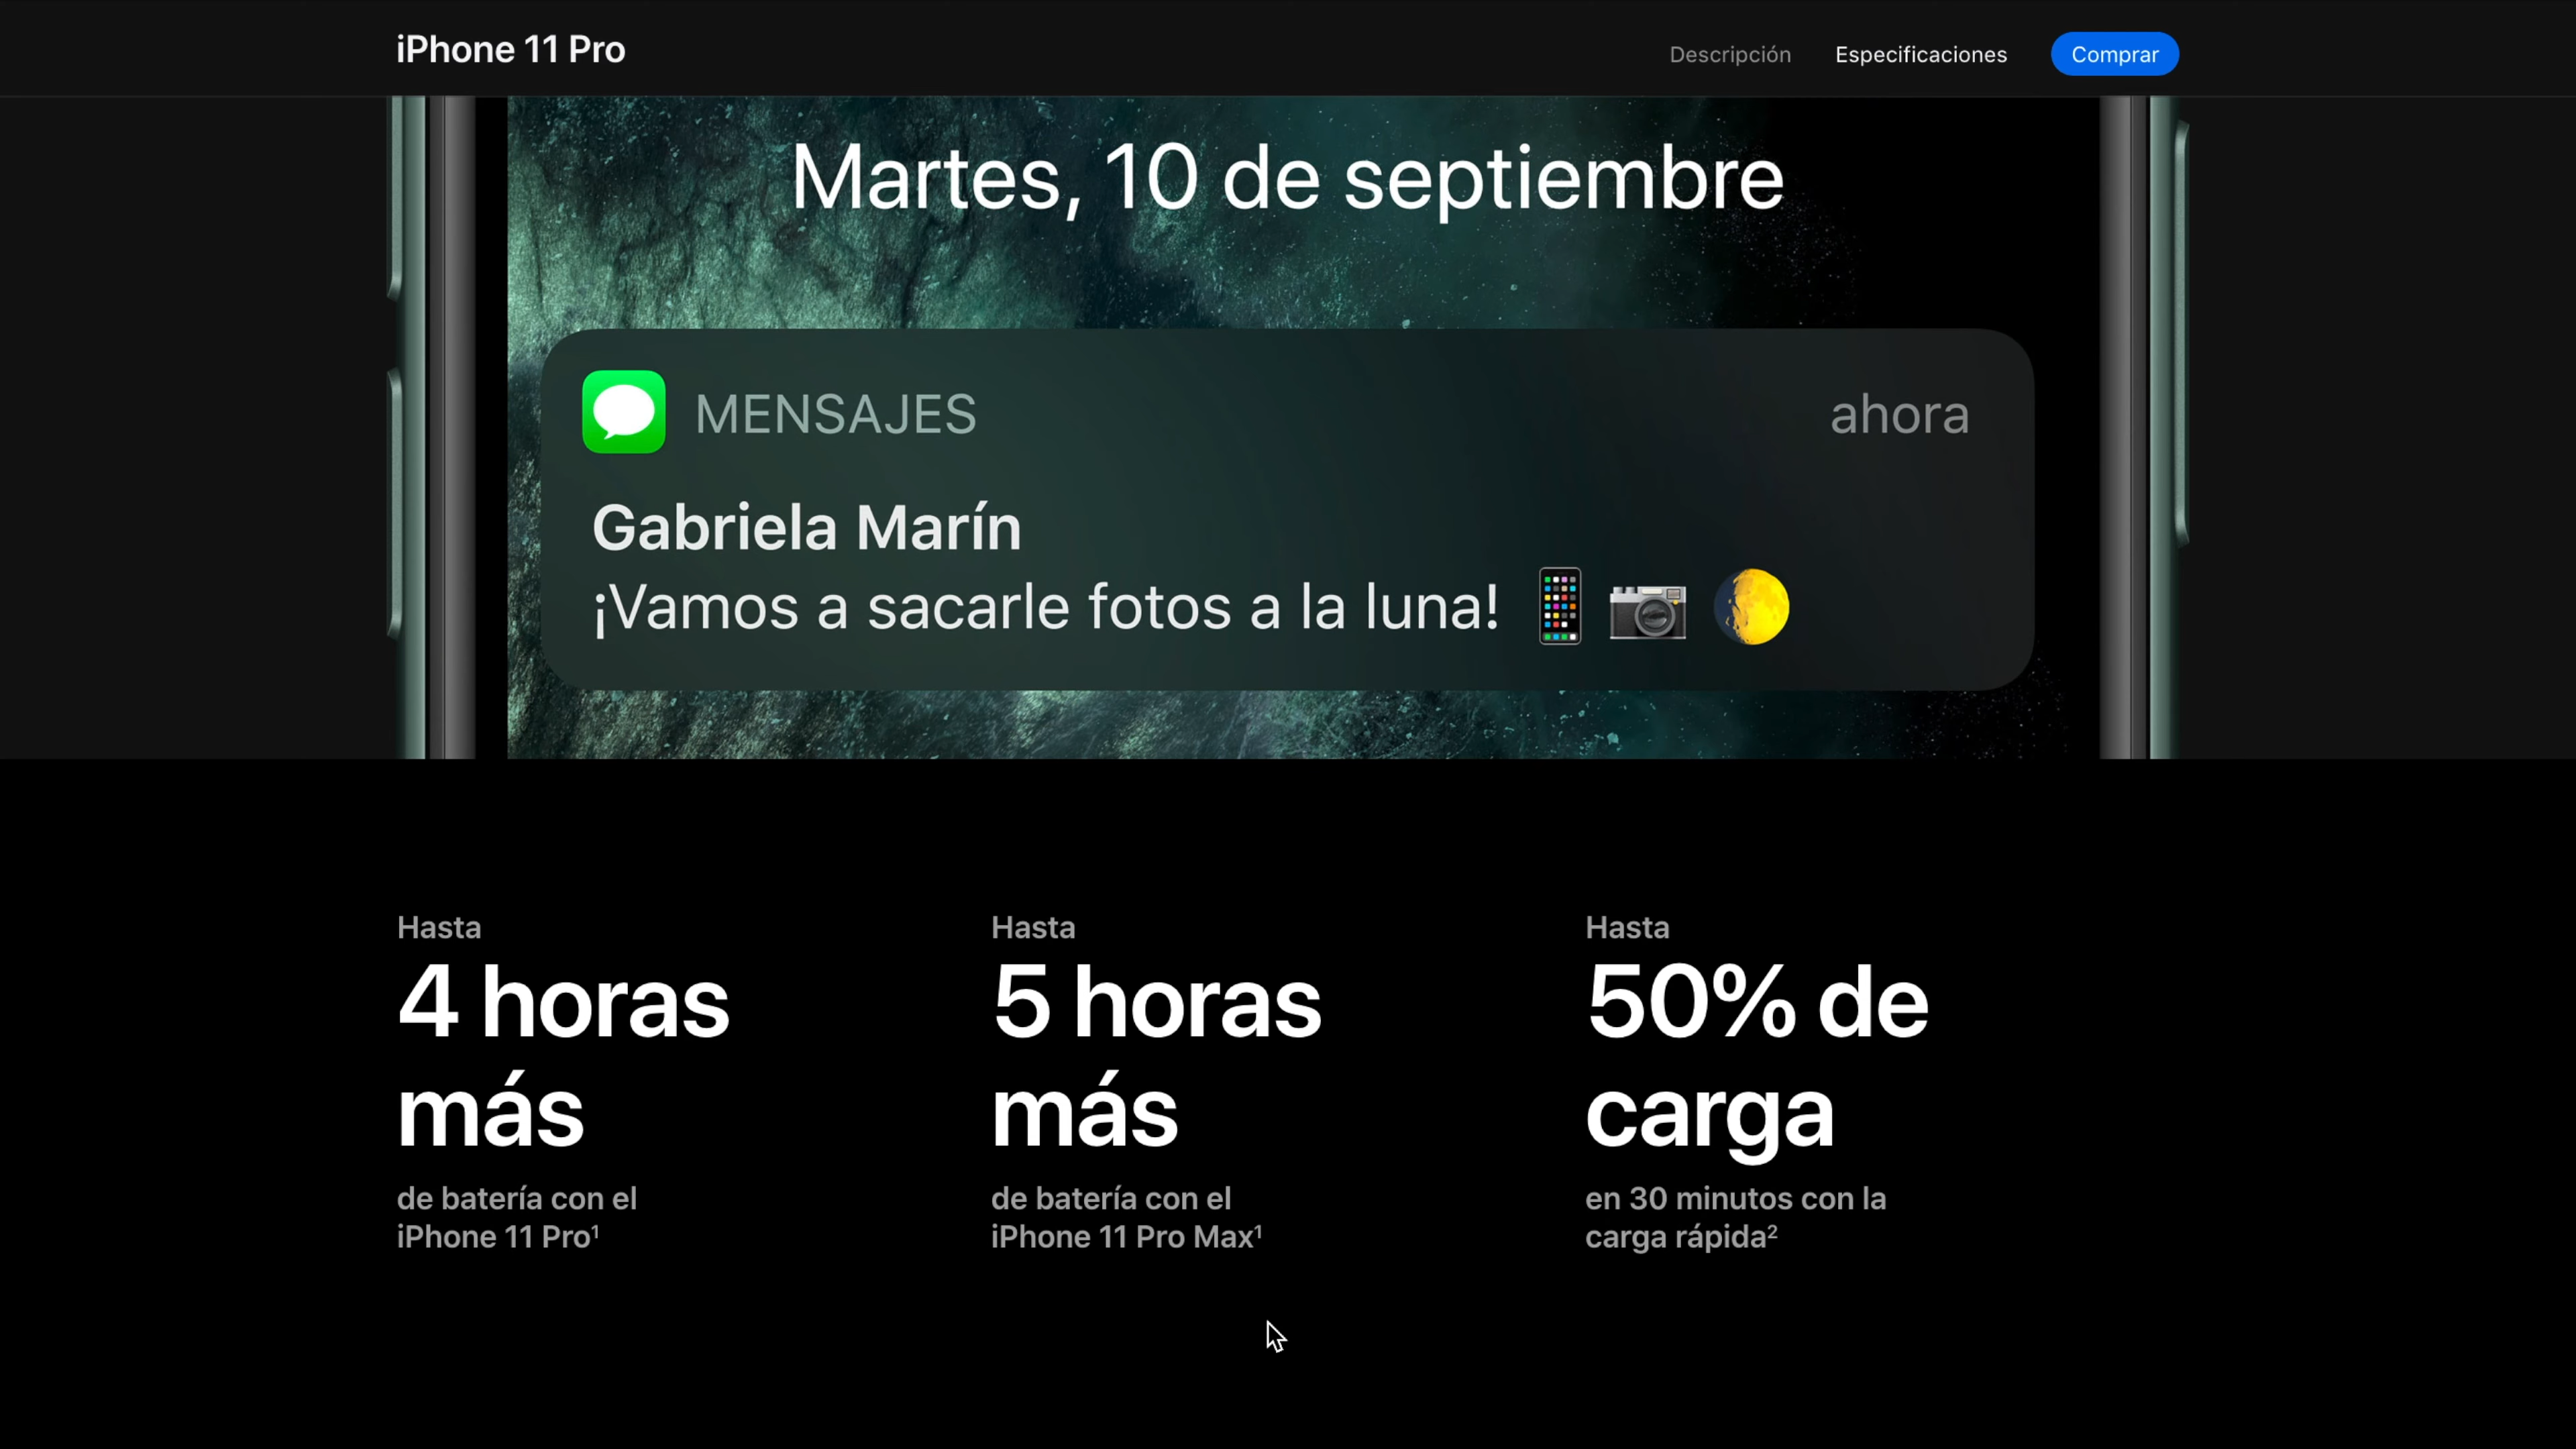 iPhone 11 Pro
Descripción
Especificaciones
Comprar
Martes, 10 de septiembre
MENSAJES
ahora
Gabriela Marín
¡Vamos a sacarle fotos a la luna! 📱 📷 🌔
Hasta
4 horas
más
de batería con el
iPhone 11 Pro¹
Hasta
5 horas
más
de batería con el
iPhone 11 Pro Max¹
Hasta
50% de
carga
en 30 minutos con la
carga rápida²